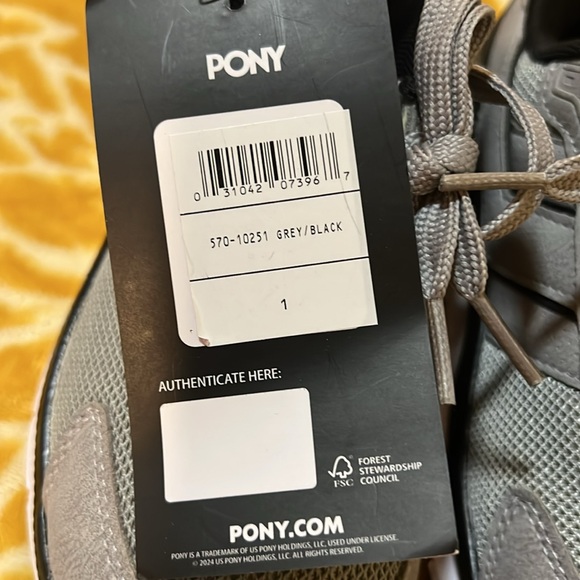 PONY
0 31042 07396 7
570-10251 GREY/BLACK
1
AUTHENTICATE HERE:
FSC
FOREST
STEWARDSHIP
COUNCIL
PONY.COM
PONY IS A TRADEMARK OF US PONY HOLDINGS, LLC, USED UNDER LICENSE.
© 2024 US PONY HOLDINGS, LLC. ALL RIGHTS RESERVED.